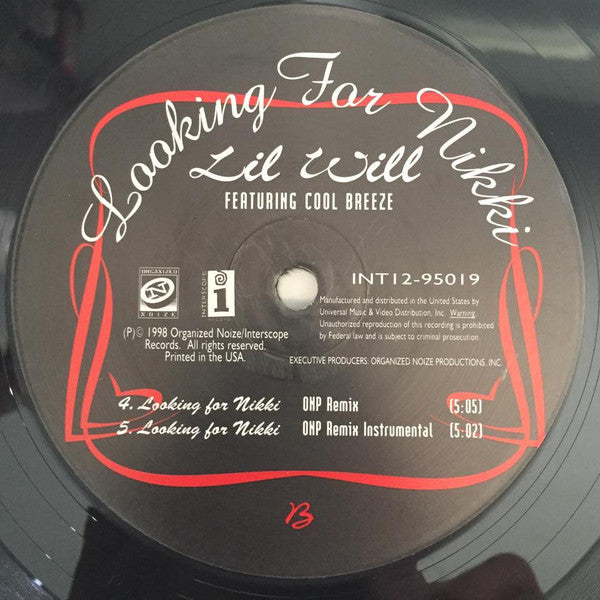 Looking For Nikki
Lil Will
FEATURING COOL BREEZE
ORGANIZED
N
NOIZE
INTERSCOPE
i
INT12-95019
(P)© 1998 Organized Noize/Interscope
Records. All rights reserved.
Printed in the USA.
Manufactured and distributed in the United States by
Universal Music & Video Distribution, Inc. Warning
Unauthorized reproduction of this recording is prohibited
by Federal law and is subject to criminal prosecution.
EXECUTIVE PRODUCERS: ORGANIZED NOIZE PRODUCTIONS, INC.
4. Looking for Nikki ONP Remix (5:05)
5. Looking for Nikki ONP Remix Instrumental (5:02)
B